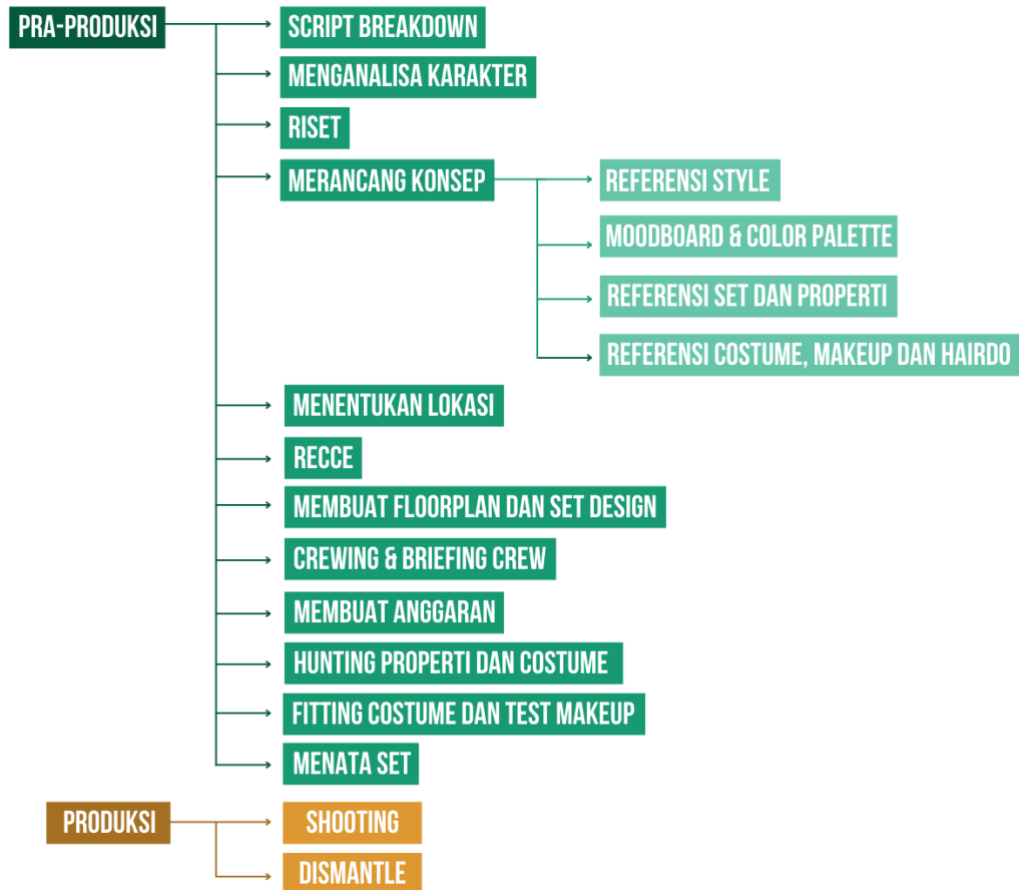 PRA-PRODUKSI
SCRIPT BREAKDOWN
MENGANALISA KARAKTER
RISET
MERANCANG KONSEP
REFERENSI STYLE
MOODBOARD & COLOR PALETTE
REFERENSI SET DAN PROPERTI
REFERENSI COSTUME, MAKEUP DAN HAIRDO
MENENTUKAN LOKASI
RECCE
MEMBUAT FLOORPLAN DAN SET DESIGN
CREWING & BRIEFING CREW
MEMBUAT ANGGARAN
HUNTING PROPERTI DAN COSTUME
FITTING COSTUME DAN TEST MAKEUP
MENATA SET
PRODUKSI
SHOOTING
DISMANTLE